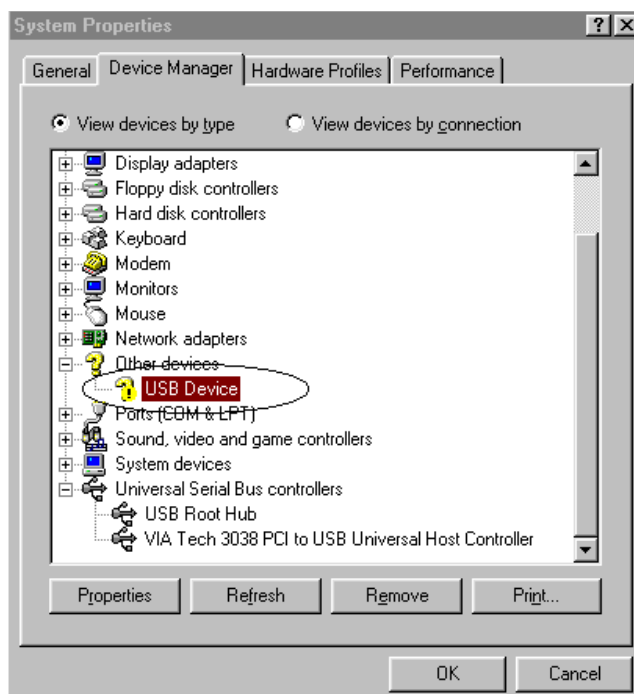 System Properties
General Device Manager Hardware Profiles Performance
View devices by type View devices by connection
Display adapters
Floppy disk controllers
Hard disk controllers
Keyboard
Modem
Monitors
Mouse
Network adapters
Other devices
USB Device
Ports (COM & LPT)
Sound, video and game controllers
System devices
Universal Serial Bus controllers
USB Root Hub
VIA Tech 3038 PCI to USB Universal Host Controller
Properties Refresh Remove Print...
OK Cancel